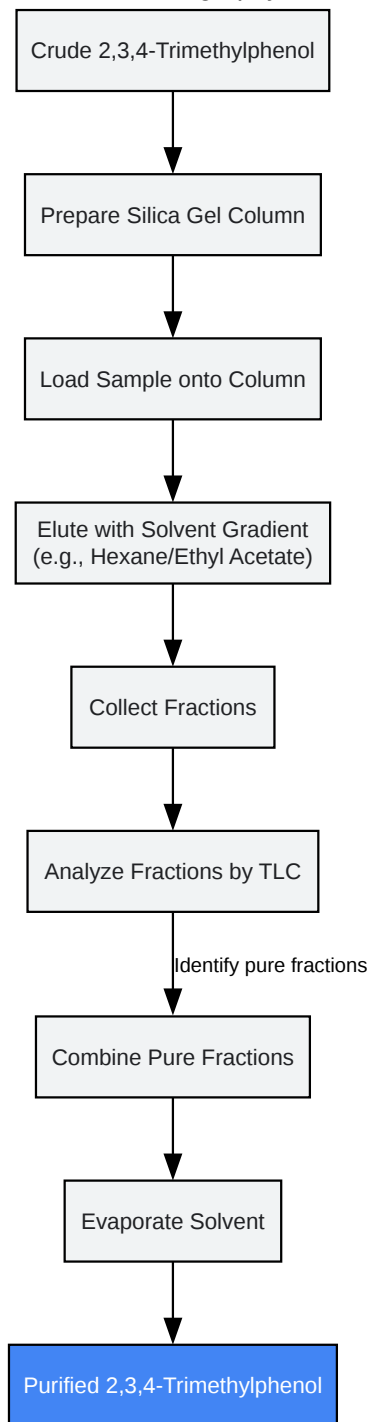 Crude 2,3,4-Trimethylphenol
Prepare Silica Gel Column
Load Sample onto Column
Elute with Solvent Gradient
(e.g., Hexane/Ethyl Acetate)
Collect Fractions
Analyze Fractions by TLC
Identify pure fractions
Combine Pure Fractions
Evaporate Solvent
Purified 2,3,4-Trimethylphenol